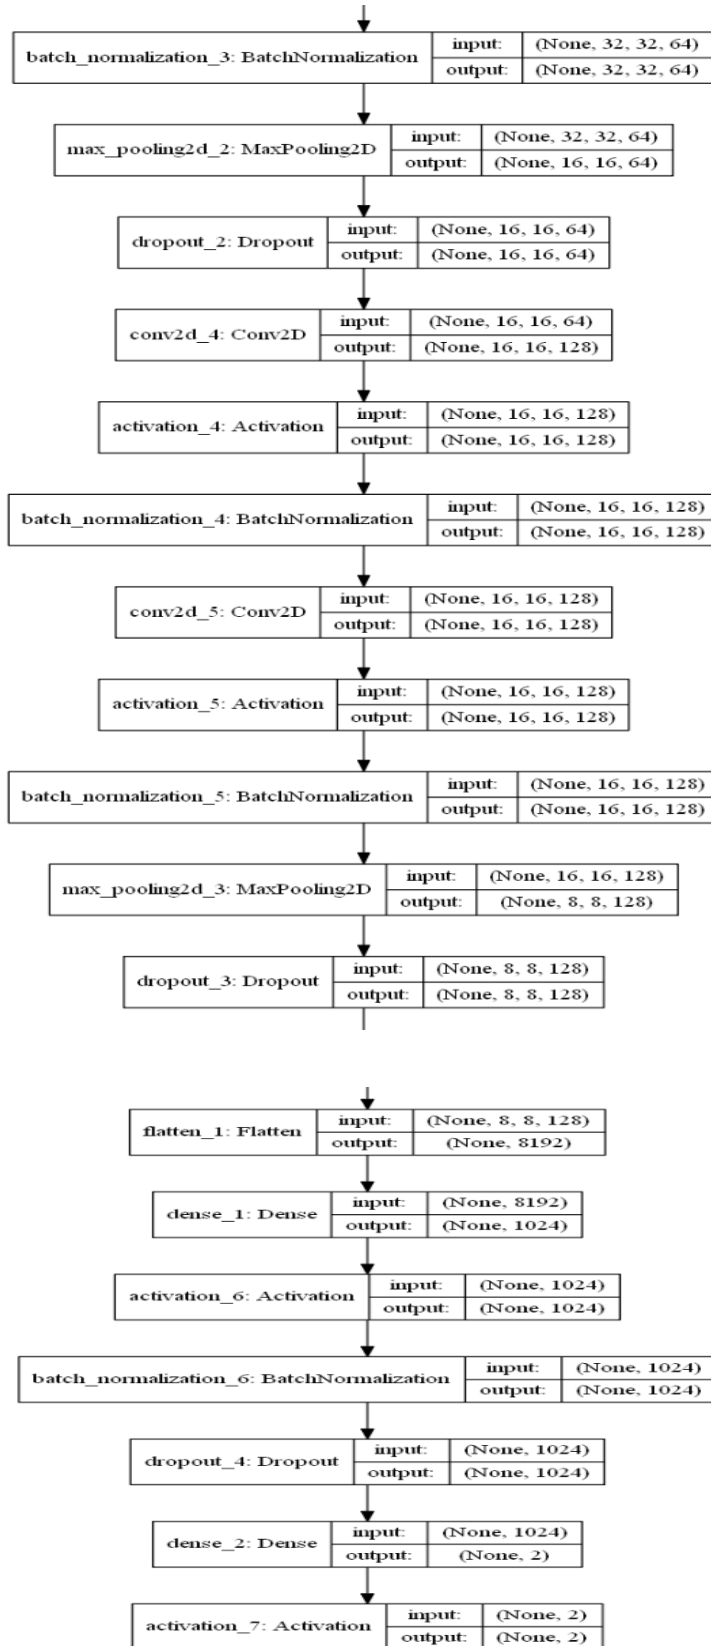 batch_normalization_3: BatchNormalization input: (None, 32, 32, 64)
output: (None, 32, 32, 64)
max_pooling2d_2: MaxPooling2D input: (None, 32, 32, 64)
output: (None, 16, 16, 64)
dropout_2: Dropout input: (None, 16, 16, 64)
output: (None, 16, 16, 64)
conv2d_4: Conv2D input: (None, 16, 16, 64)
output: (None, 16, 16, 128)
activation_4: Activation input: (None, 16, 16, 128)
output: (None, 16, 16, 128)
batch_normalization_4: BatchNormalization input: (None, 16, 16, 128)
output: (None, 16, 16, 128)
conv2d_5: Conv2D input: (None, 16, 16, 128)
output: (None, 16, 16, 128)
activation_5: Activation input: (None, 16, 16, 128)
output: (None, 16, 16, 128)
batch_normalization_5: BatchNormalization input: (None, 16, 16, 128)
output: (None, 16, 16, 128)
max_pooling2d_3: MaxPooling2D input: (None, 16, 16, 128)
output: (None, 8, 8, 128)
dropout_3: Dropout input: (None, 8, 8, 128)
output: (None, 8, 8, 128)
flatten_1: Flatten input: (None, 8, 8, 128)
output: (None, 8192)
dense_1: Dense input: (None, 8192)
output: (None, 1024)
activation_6: Activation input: (None, 1024)
output: (None, 1024)
batch_normalization_6: BatchNormalization input: (None, 1024)
output: (None, 1024)
dropout_4: Dropout input: (None, 1024)
output: (None, 1024)
dense_2: Dense input: (None, 1024)
output: (None, 2)
activation_7: Activation input: (None, 2)
output: (None, 2)